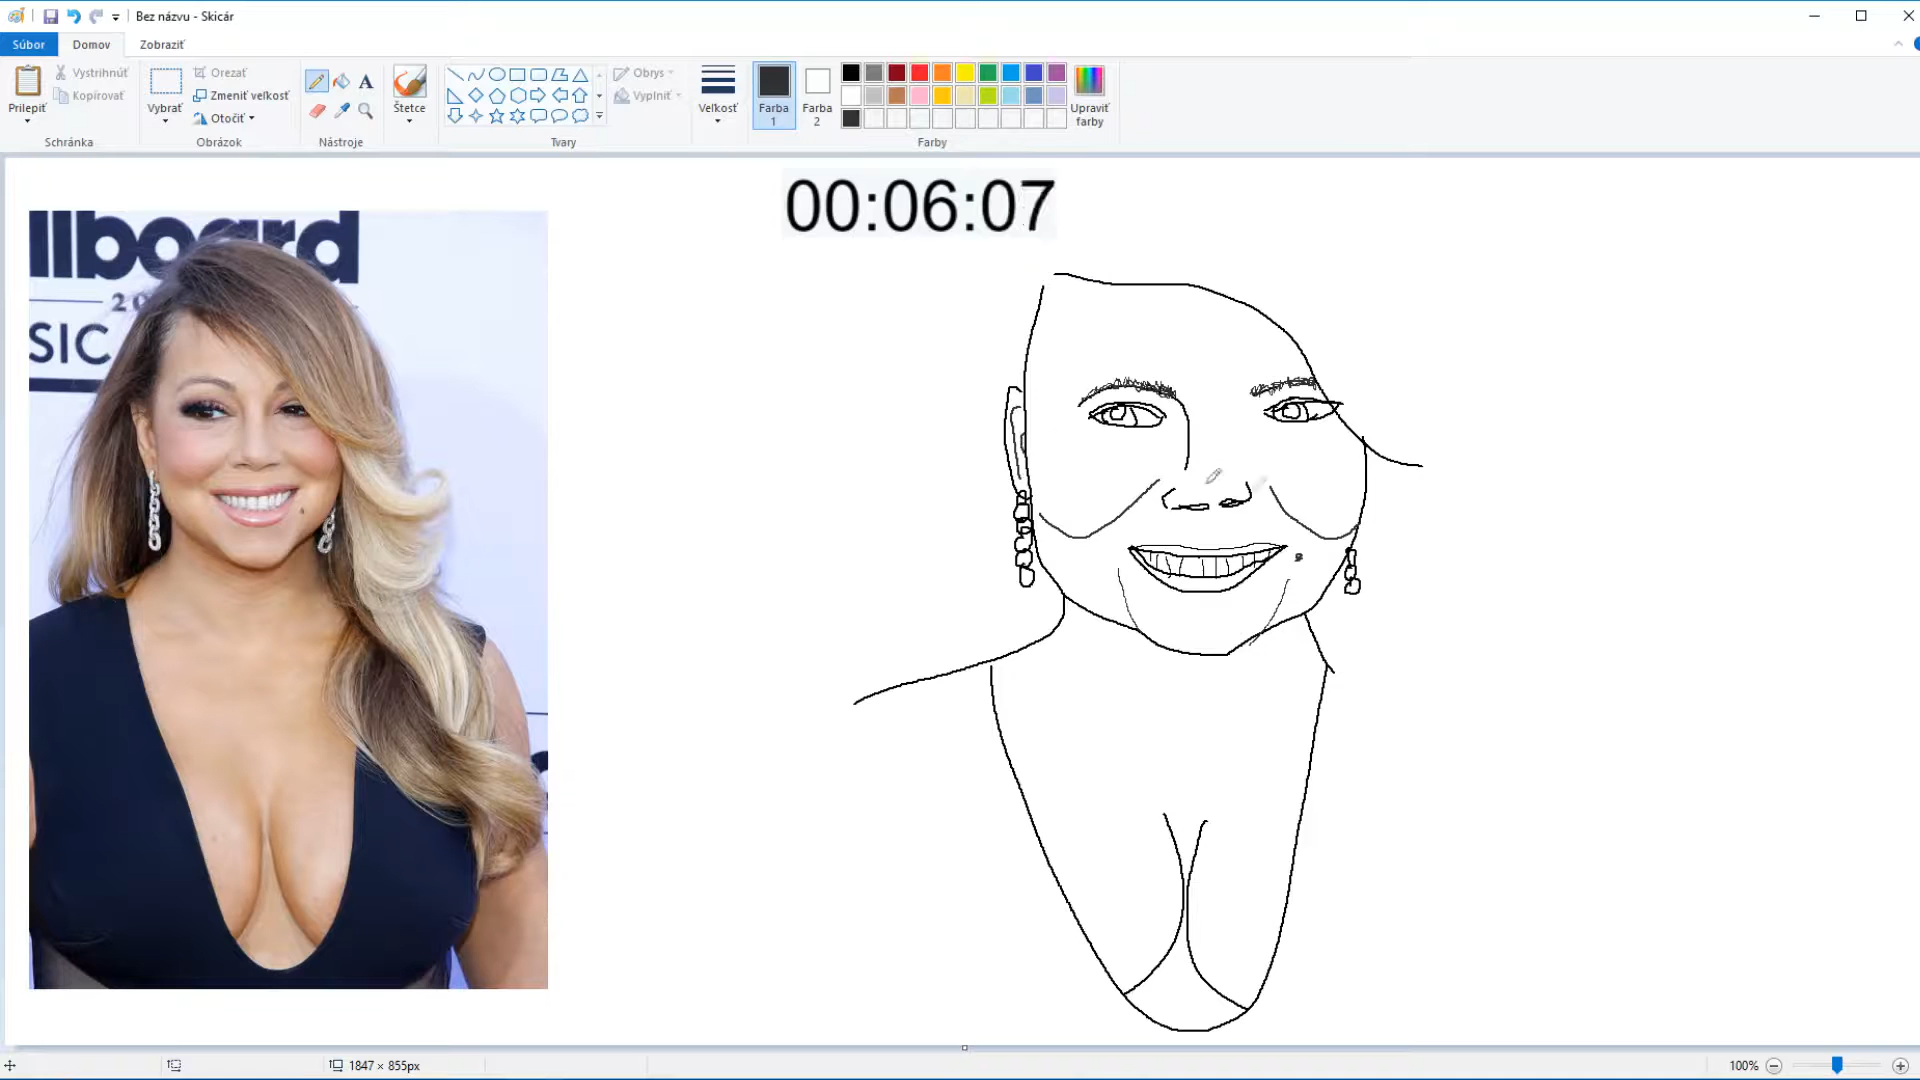 Bez názvu - Skicár
Súbor Domov Zobraziť
Prilepiť
Vystrihnúť
Kopírovať
Schránka
Vybrať
Orezať
Zmeniť veľkosť
Otočiť
Obrázok
Nástroje
A
Štetce
Tvary
Obrys
Vyplniť
Veľkosť
Farba 1
Farba 2
Upraviť farby
Farby
00:06:07
llboard
20
SIC
1847 × 855px
100%